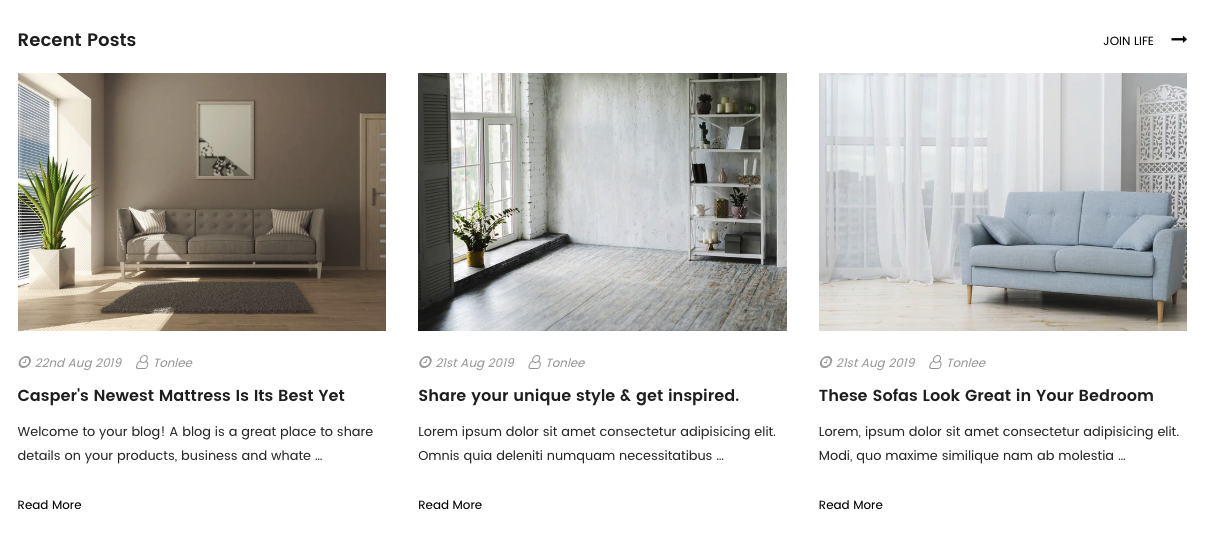 Recent Posts
JOIN LIFE
22nd Aug 2019 Tonlee
Casper's Newest Mattress Is Its Best Yet
Welcome to your blog! A blog is a great place to share
details on your products, business and whate ...
Read More
21st Aug 2019 Tonlee
Share your unique style & get inspired.
Lorem ipsum dolor sit amet consectetur adipisicing elit.
Omnis quia deleniti numquam necessitatibus ...
Read More
21st Aug 2019 Tonlee
These Sofas Look Great in Your Bedroom
Lorem, ipsum dolor sit amet consectetur adipisicing elit.
Modi, quo maxime similique nam ab molestia ...
Read More